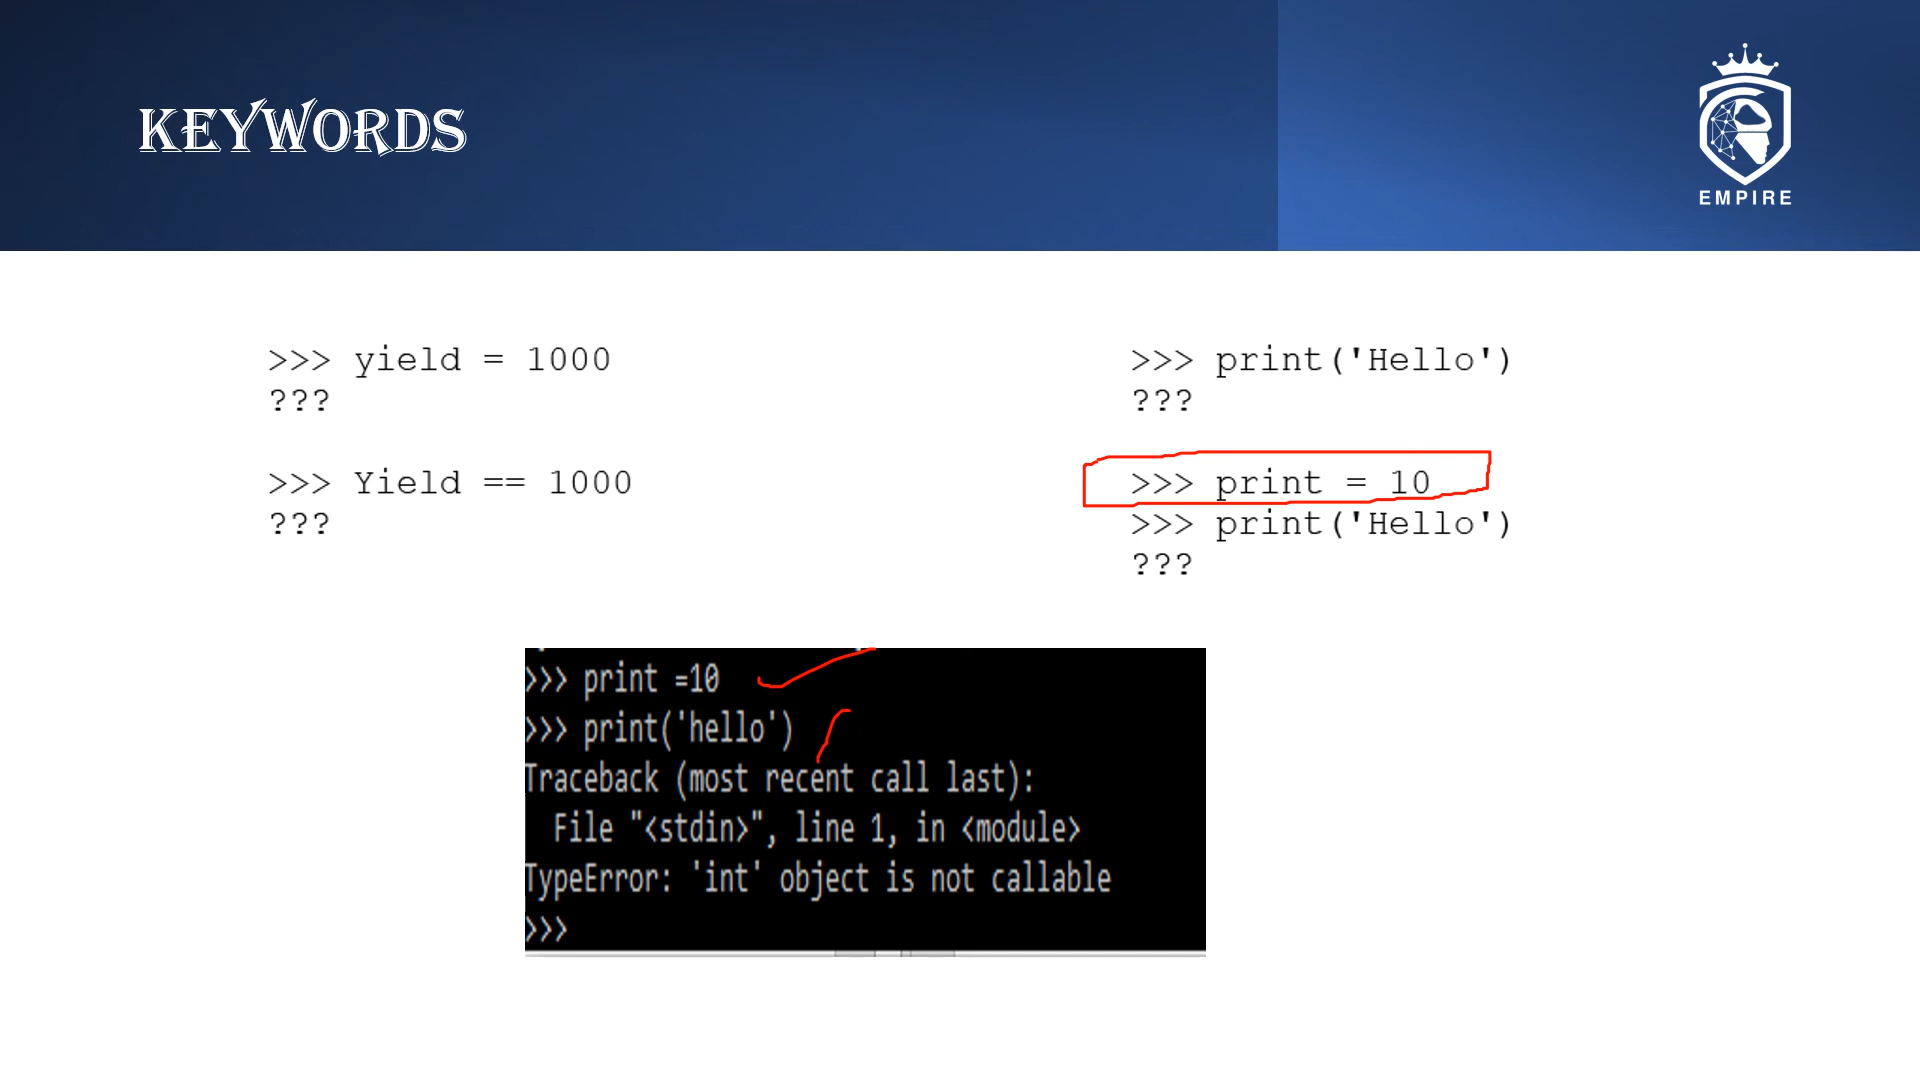 KEYWORDS
EMPIRE
>>> yield = 1000
???
>>> Yield == 1000
???
>>> print('Hello')
???
>>> print = 10
>>> print('Hello')
???
>>> print =10
>>> print('hello')
Traceback (most recent call last):
  File "<stdin>", line 1, in <module>
TypeError: 'int' object is not callable
>>>